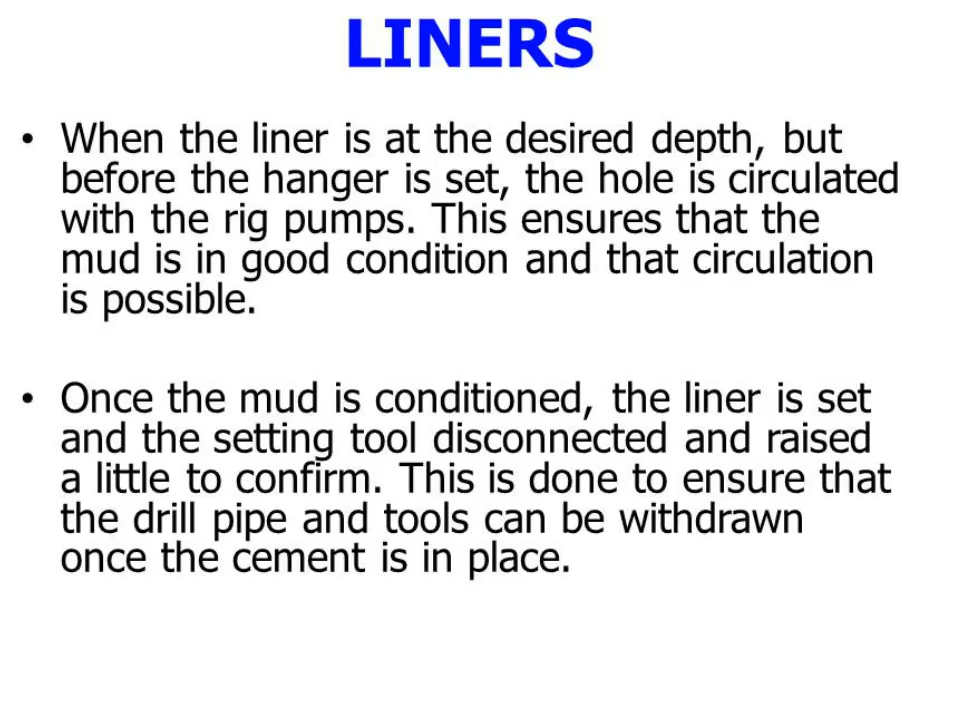 LINERS
• When the liner is at the desired depth, but
before the hanger is set, the hole is circulated
with the rig pumps. This ensures that the
mud is in good condition and that circulation
is possible.
• Once the mud is conditioned, the liner is set
and the setting tool disconnected and raised
a little to confirm. This is done to ensure that
the drill pipe and tools can be withdrawn
once the cement is in place.